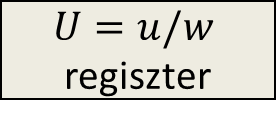 U = u/w
regiszter